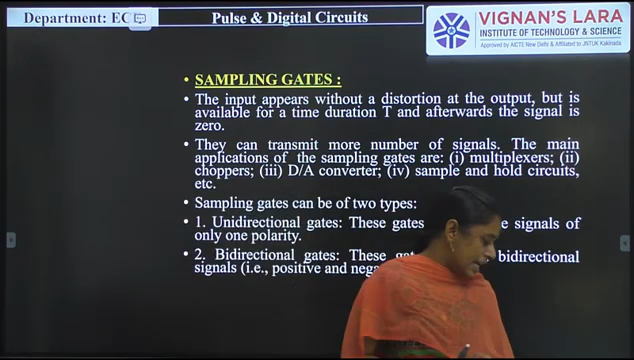 Department: EC
Pulse & Digital Circuits
VIGNAN'S LARA
INSTITUTE OF TECHNOLOGY & SCIENCE
Approved by AICTE New Delhi & Affiliated to JNTUK Kakinada
• SAMPLING GATES :
• The input appears without a distortion at the output, but is
available for a time duration T and afterwards the signal is
zero.
• They can transmit more number of signals. The main
applications of the sampling gates are: (i) multiplexers; (ii)
choppers; (iii) D/A converter; (iv) sample and hold circuits,
etc.
• Sampling gates can be of two types:
• 1. Unidirectional gates: These gates signals of
only one polarity.
• 2. Bidirectional gates: These bidirectional
signals (i.e., positive and